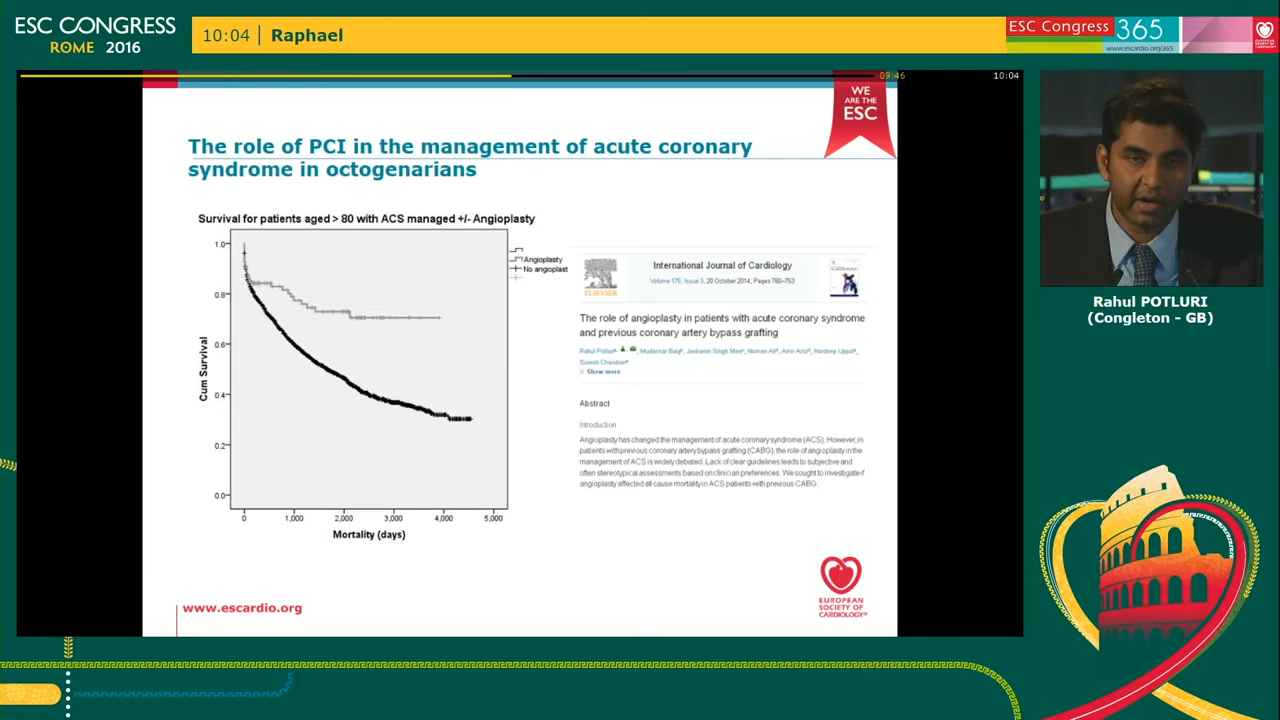 ESC CONGRESS
ROME 2016
10:04 | Raphael
ESC Congress 365
www.escardio.org/365
EUROPEAN SOCIETY OF CARDIOLOGY
09:46
10:04
WE
ARE THE
ESC
The role of PCI in the management of acute coronary
syndrome in octogenarians
Survival for patients aged > 80 with ACS managed +/- Angioplasty
1.0
0.8
0.6
0.4
0.2
0.0
Cum Survival
0 1,000 2,000 3,000 4,000 5,000
Mortality (days)
Angioplasty
No angioplast
ELSEVIER
International Journal of Cardiology
Volume 176, Issue 3, 20 October 2014, Pages 760–763
CARDIOLOGY
The role of angioplasty in patients with acute coronary syndrome
and previous coronary artery bypass grafting
Rahul Potluri, Mudassar Baig, Jaskaran Singh Mavi, Noman Ali, Amir Aziz, Hardeep Uppal,
Suresh Chandran
Show more
Abstract
Introduction
Angioplasty has changed the management of acute coronary syndrome (ACS). However, in
patients with previous coronary artery bypass grafting (CABG), the role of angioplasty in the
management of ACS is widely debated. Lack of clear guidelines leads to subjective and
often stereotypical assessments based on clinician preferences. We sought to investigate if
angioplasty affected all cause mortality in ACS patients with previous CABG.
www.escardio.org
EUROPEAN
SOCIETY OF
CARDIOLOGY®
Rahul POTLURI
(Congleton - GB)